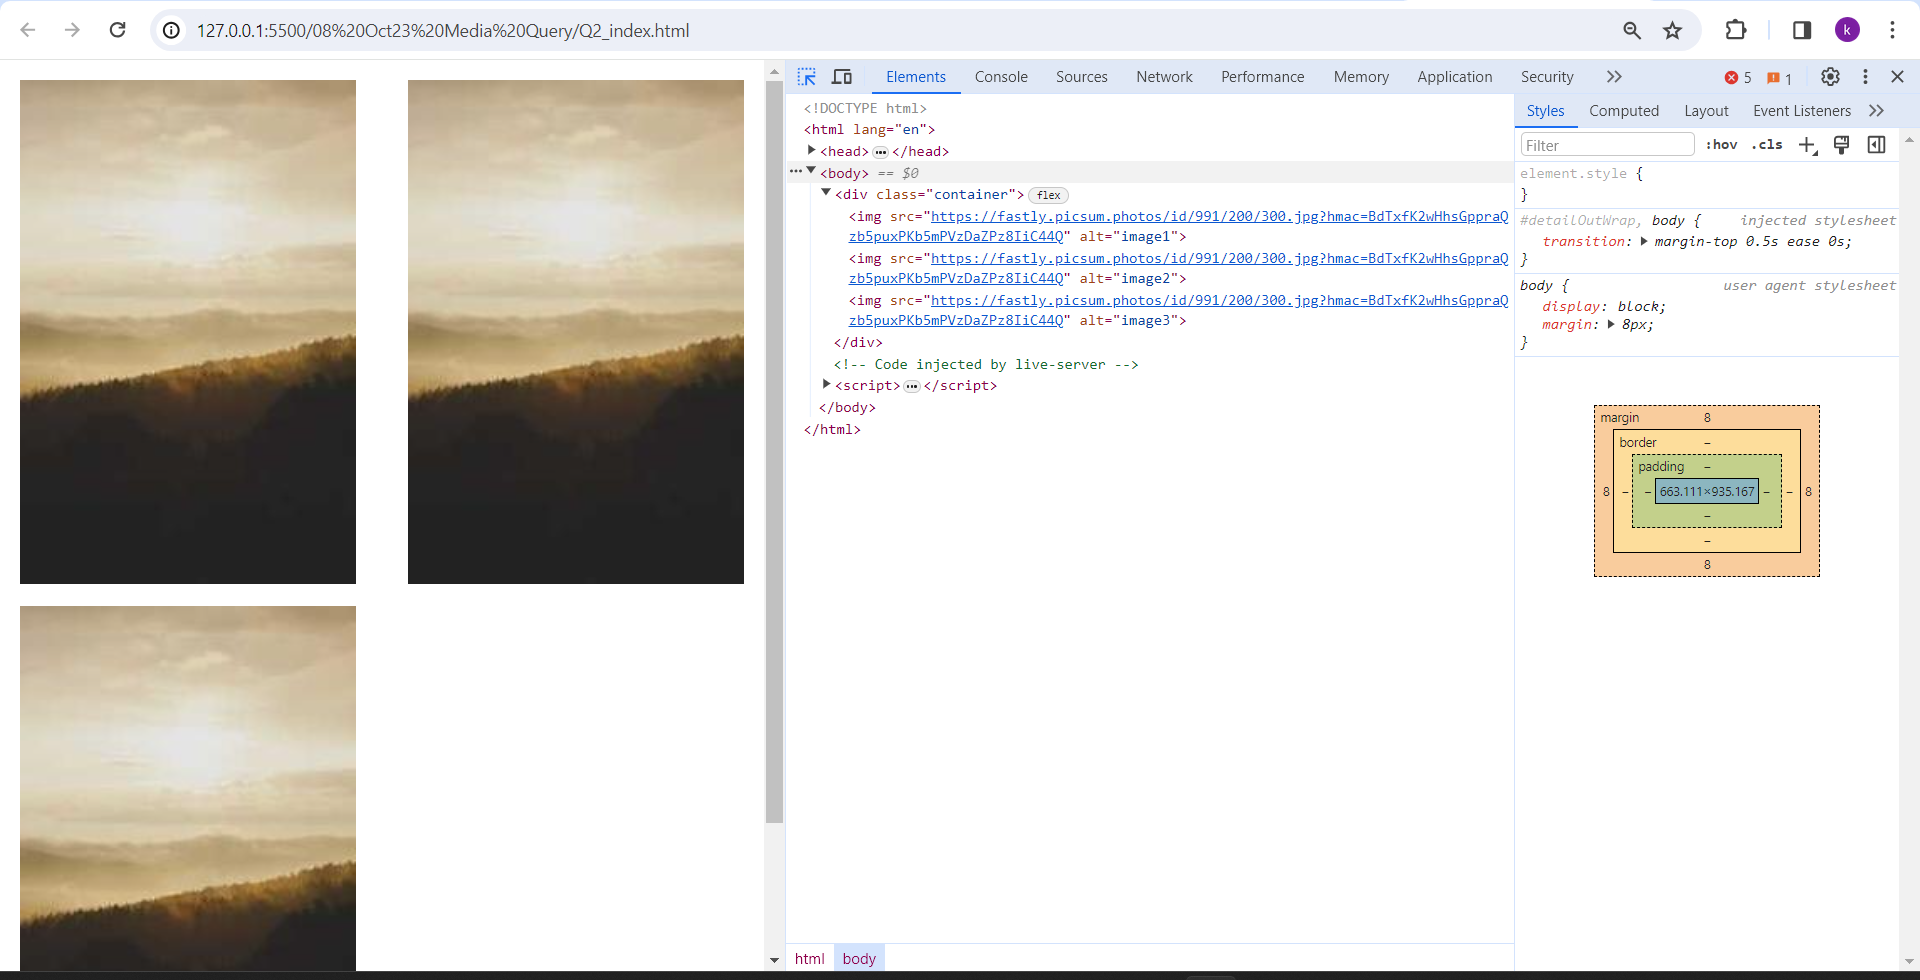 127.0.0.1:5500/08%20Oct23%20Media%20Query/Q2_index.html
k
Elements Console Sources Network Performance Memory Application Security 5 1
<!DOCTYPE html>
<html lang="en">
<head> ••• </head>
••• <body> == $0
<div class="container"> flex
<img src="https://fastly.picsum.photos/id/991/200/300.jpg?hmac=BdTxfK2wHhsGppraQ
zb5puxPKb5mPVzDaZPz8IiC44Q" alt="image1">
<img src="https://fastly.picsum.photos/id/991/200/300.jpg?hmac=BdTxfK2wHhsGppraQ
zb5puxPKb5mPVzDaZPz8IiC44Q" alt="image2">
<img src="https://fastly.picsum.photos/id/991/200/300.jpg?hmac=BdTxfK2wHhsGppraQ
zb5puxPKb5mPVzDaZPz8IiC44Q" alt="image3">
</div>
<!-- Code injected by live-server -->
<script> ••• </script>
</body>
</html>
html body
Styles Computed Layout Event Listeners
Filter :hov .cls
element.style {
}
#detailOutWrap, body { injected stylesheet
transition: margin-top 0.5s ease 0s;
}
body { user agent stylesheet
display: block;
margin: 8px;
}
margin 8
border –
padding –
8 – – 663.111×935.167 – – 8
–
–
8